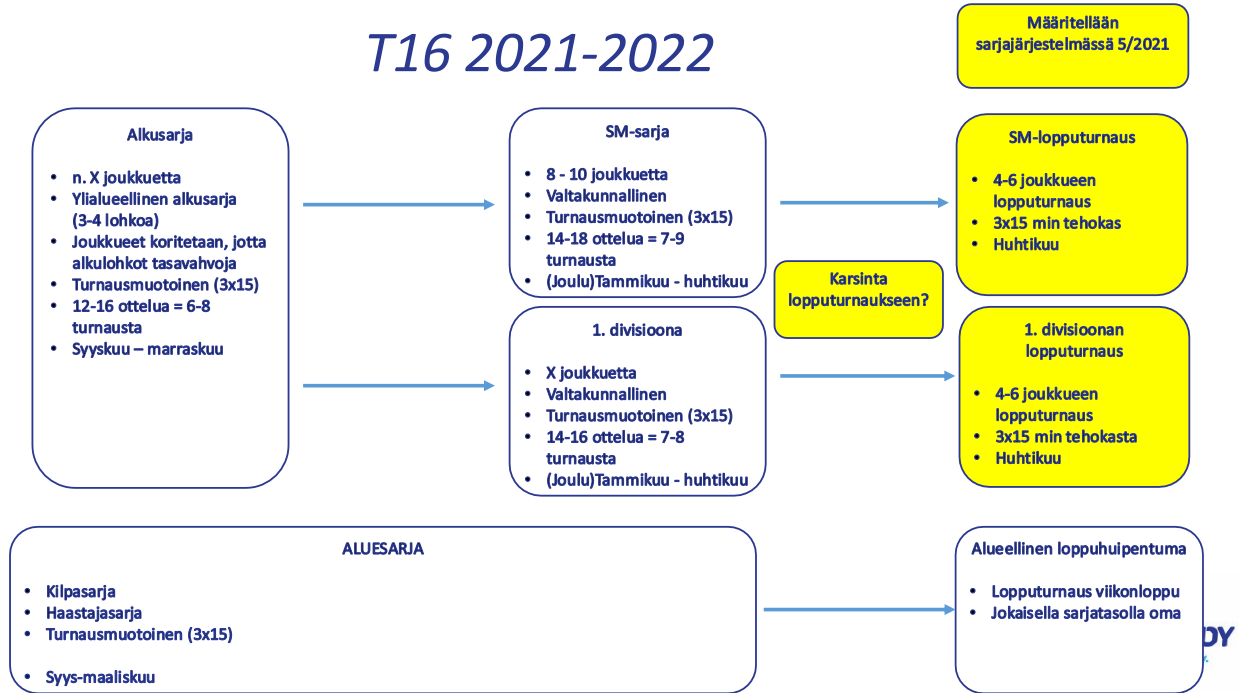 T16 2021-2022
Määritellään
sarjajärjestelmässä 5/2021
Alkusarja
• n. X joukkuetta
• Ylialueellinen alkusarja
(3-4 lohkoa)
• Joukkueet koritetaan, jotta
alkulohkot tasavahvoja
• Turnausmuotoinen (3x15)
• 12-16 ottelua = 6-8
turnausta
• Syyskuu – marraskuu
SM-sarja
• 8 - 10 joukkuetta
• Valtakunnallinen
• Turnausmuotoinen (3x15)
• 14-18 ottelua = 7-9
turnausta
• (Joulu)Tammikuu - huhtikuu
SM-lopputurnaus
• 4-6 joukkueen
lopputurnaus
• 3x15 min tehokas
• Huhtikuu
Karsinta
lopputurnaukseen?
1. divisioona
• X joukkuetta
• Valtakunnallinen
• Turnausmuotoinen (3x15)
• 14-16 ottelua = 7-8
turnausta
• (Joulu)Tammikuu - huhtikuu
1. divisioonan
lopputurnaus
• 4-6 joukkueen
lopputurnaus
• 3x15 min tehokasta
• Huhtikuu
ALUESARJA
• Kilpasarja
• Haastajasarja
• Turnausmuotoinen (3x15)
• Syys-maaliskuu
Alueellinen loppuhuipentuma
• Lopputurnaus viikonloppu
• Jokaisella sarjatasolla oma